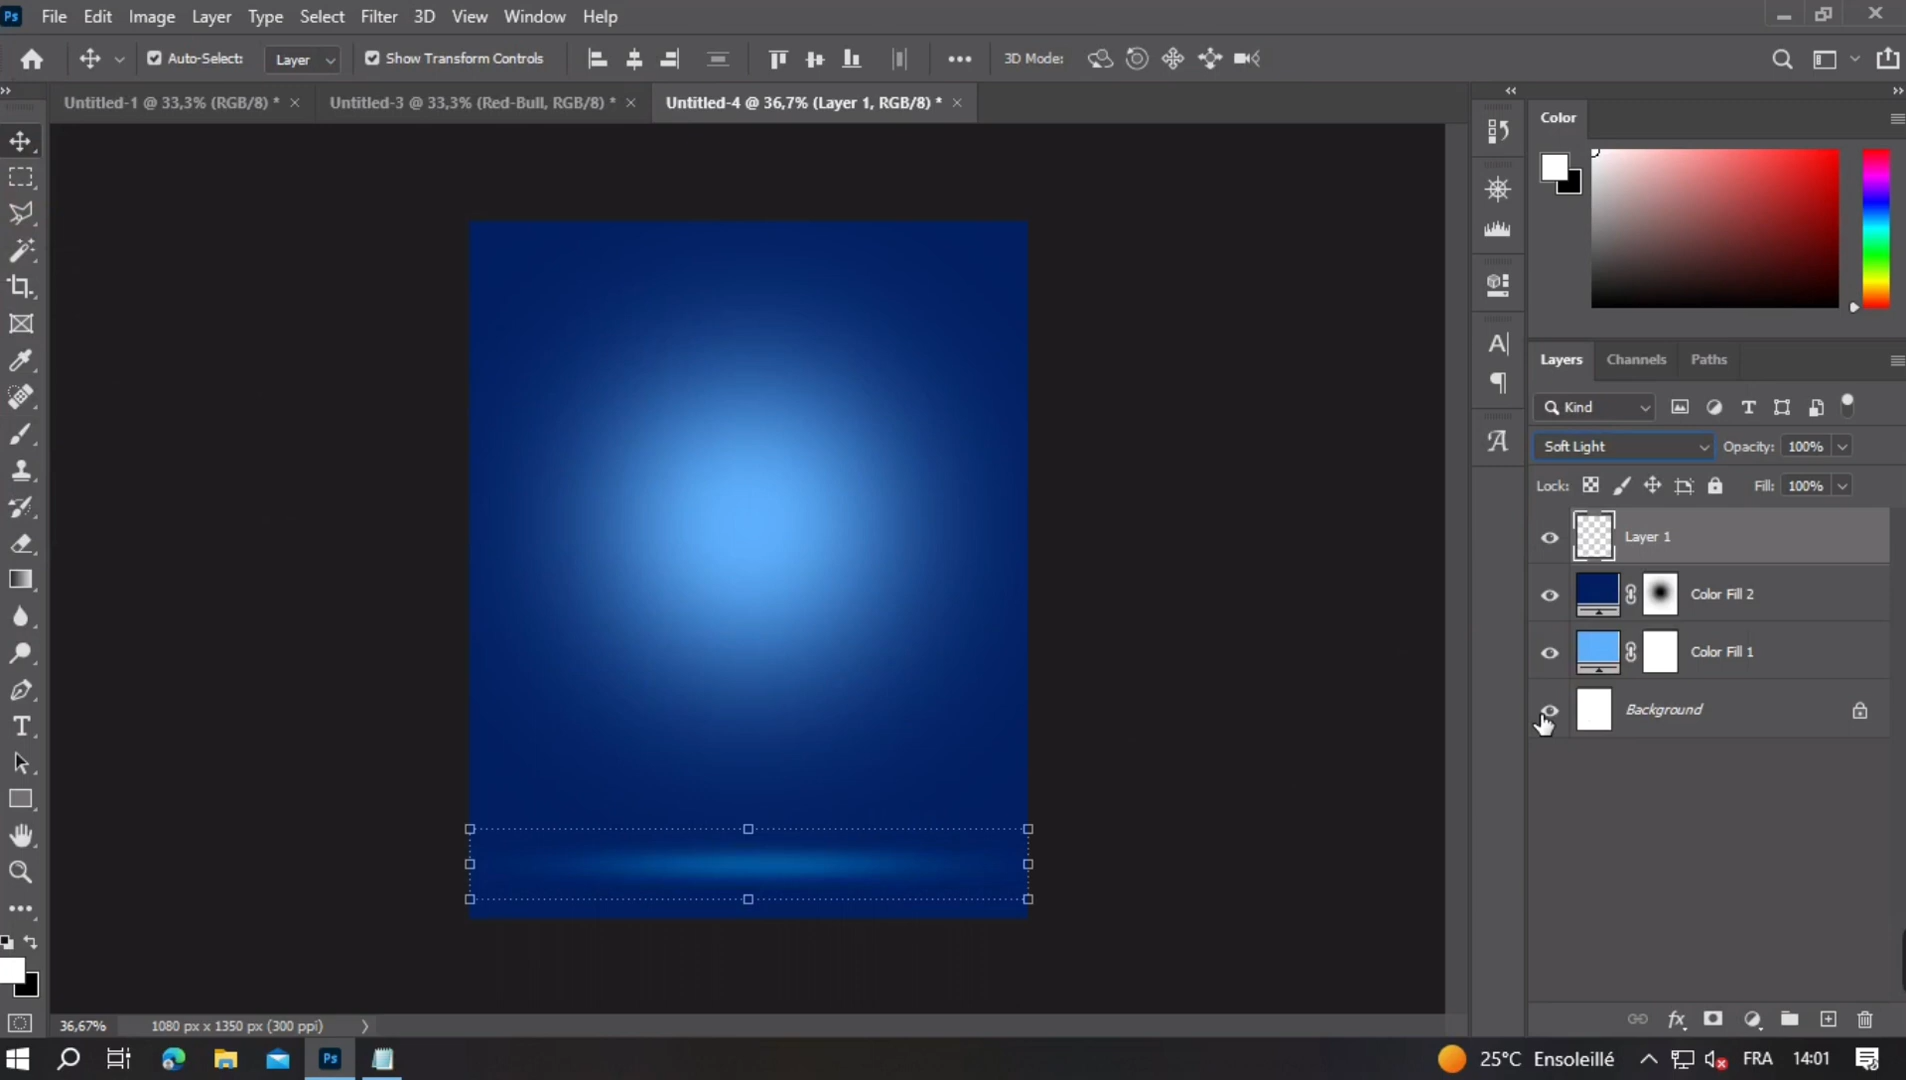 Ps File Edit Image Layer Type Select Filter 3D View Window Help
Auto-Select: Layer Show Transform Controls 3D Mode:
Untitled-1 @ 33,3% (RGB/8) * Untitled-3 @ 33,3% (Red-Bull, RGB/8) * Untitled-4 @ 36,7% (Layer 1, RGB/8) *
Color
Layers Channels Paths
Kind
Soft Light Opacity: 100%
Lock: Fill: 100%
Layer 1
Color Fill 2
Color Fill 1
Background
36,67% 1080 px x 1350 px (300 ppi)
Ps 25°C Ensoleillé FRA 14:01